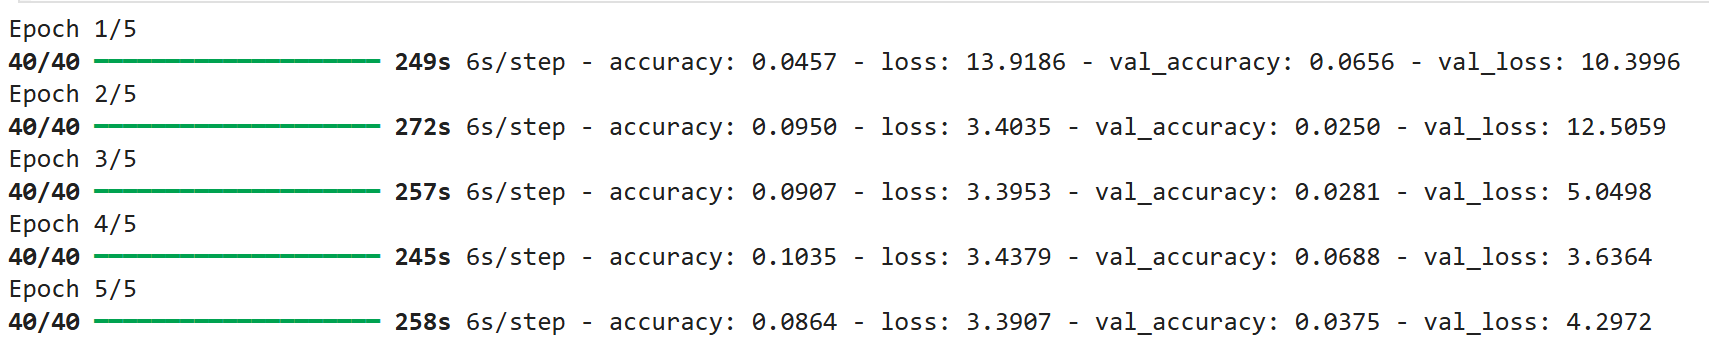 Epoch 1/5
40/40 ━━━━━━━━━━━━━━━━━━━━ 249s 6s/step - accuracy: 0.0457 - loss: 13.9186 - val_accuracy: 0.0656 - val_loss: 10.3996
Epoch 2/5
40/40 ━━━━━━━━━━━━━━━━━━━━ 272s 6s/step - accuracy: 0.0950 - loss: 3.4035 - val_accuracy: 0.0250 - val_loss: 12.5059
Epoch 3/5
40/40 ━━━━━━━━━━━━━━━━━━━━ 257s 6s/step - accuracy: 0.0907 - loss: 3.3953 - val_accuracy: 0.0281 - val_loss: 5.0498
Epoch 4/5
40/40 ━━━━━━━━━━━━━━━━━━━━ 245s 6s/step - accuracy: 0.1035 - loss: 3.4379 - val_accuracy: 0.0688 - val_loss: 3.6364
Epoch 5/5
40/40 ━━━━━━━━━━━━━━━━━━━━ 258s 6s/step - accuracy: 0.0864 - loss: 3.3907 - val_accuracy: 0.0375 - val_loss: 4.2972